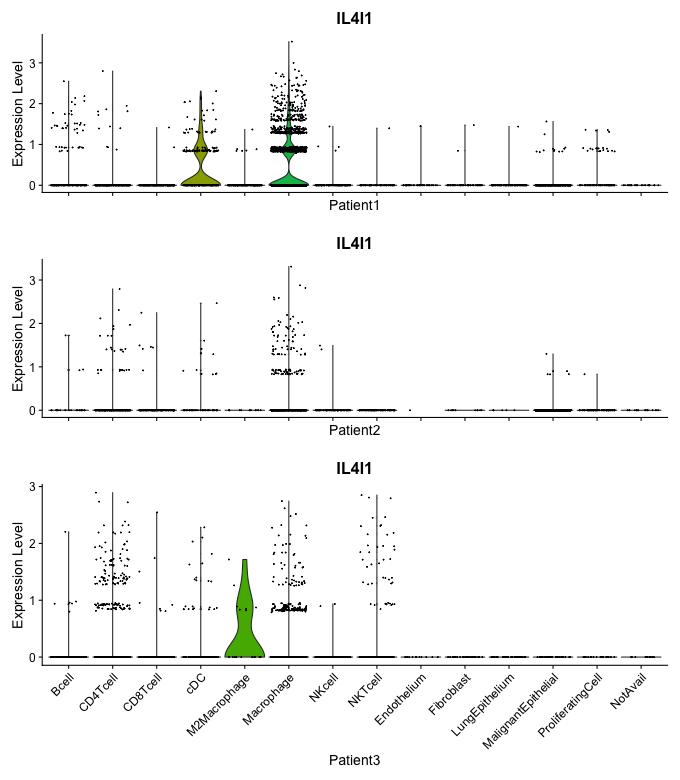 IL4I1
Expression Level
3
2
1
0
Patient1
IL4I1
Expression Level
3
2
1
0
Patient2
IL4I1
Expression Level
3
2
1
0
Bcell
CD4Tcell
CD8Tcell
cDC
M2Macrophage
Macrophage
NKcell
NKTcell
Endothelium
Fibroblast
LungEpithelium
MalignantEpithelial
ProliferatingCell
NotAvail
Patient3